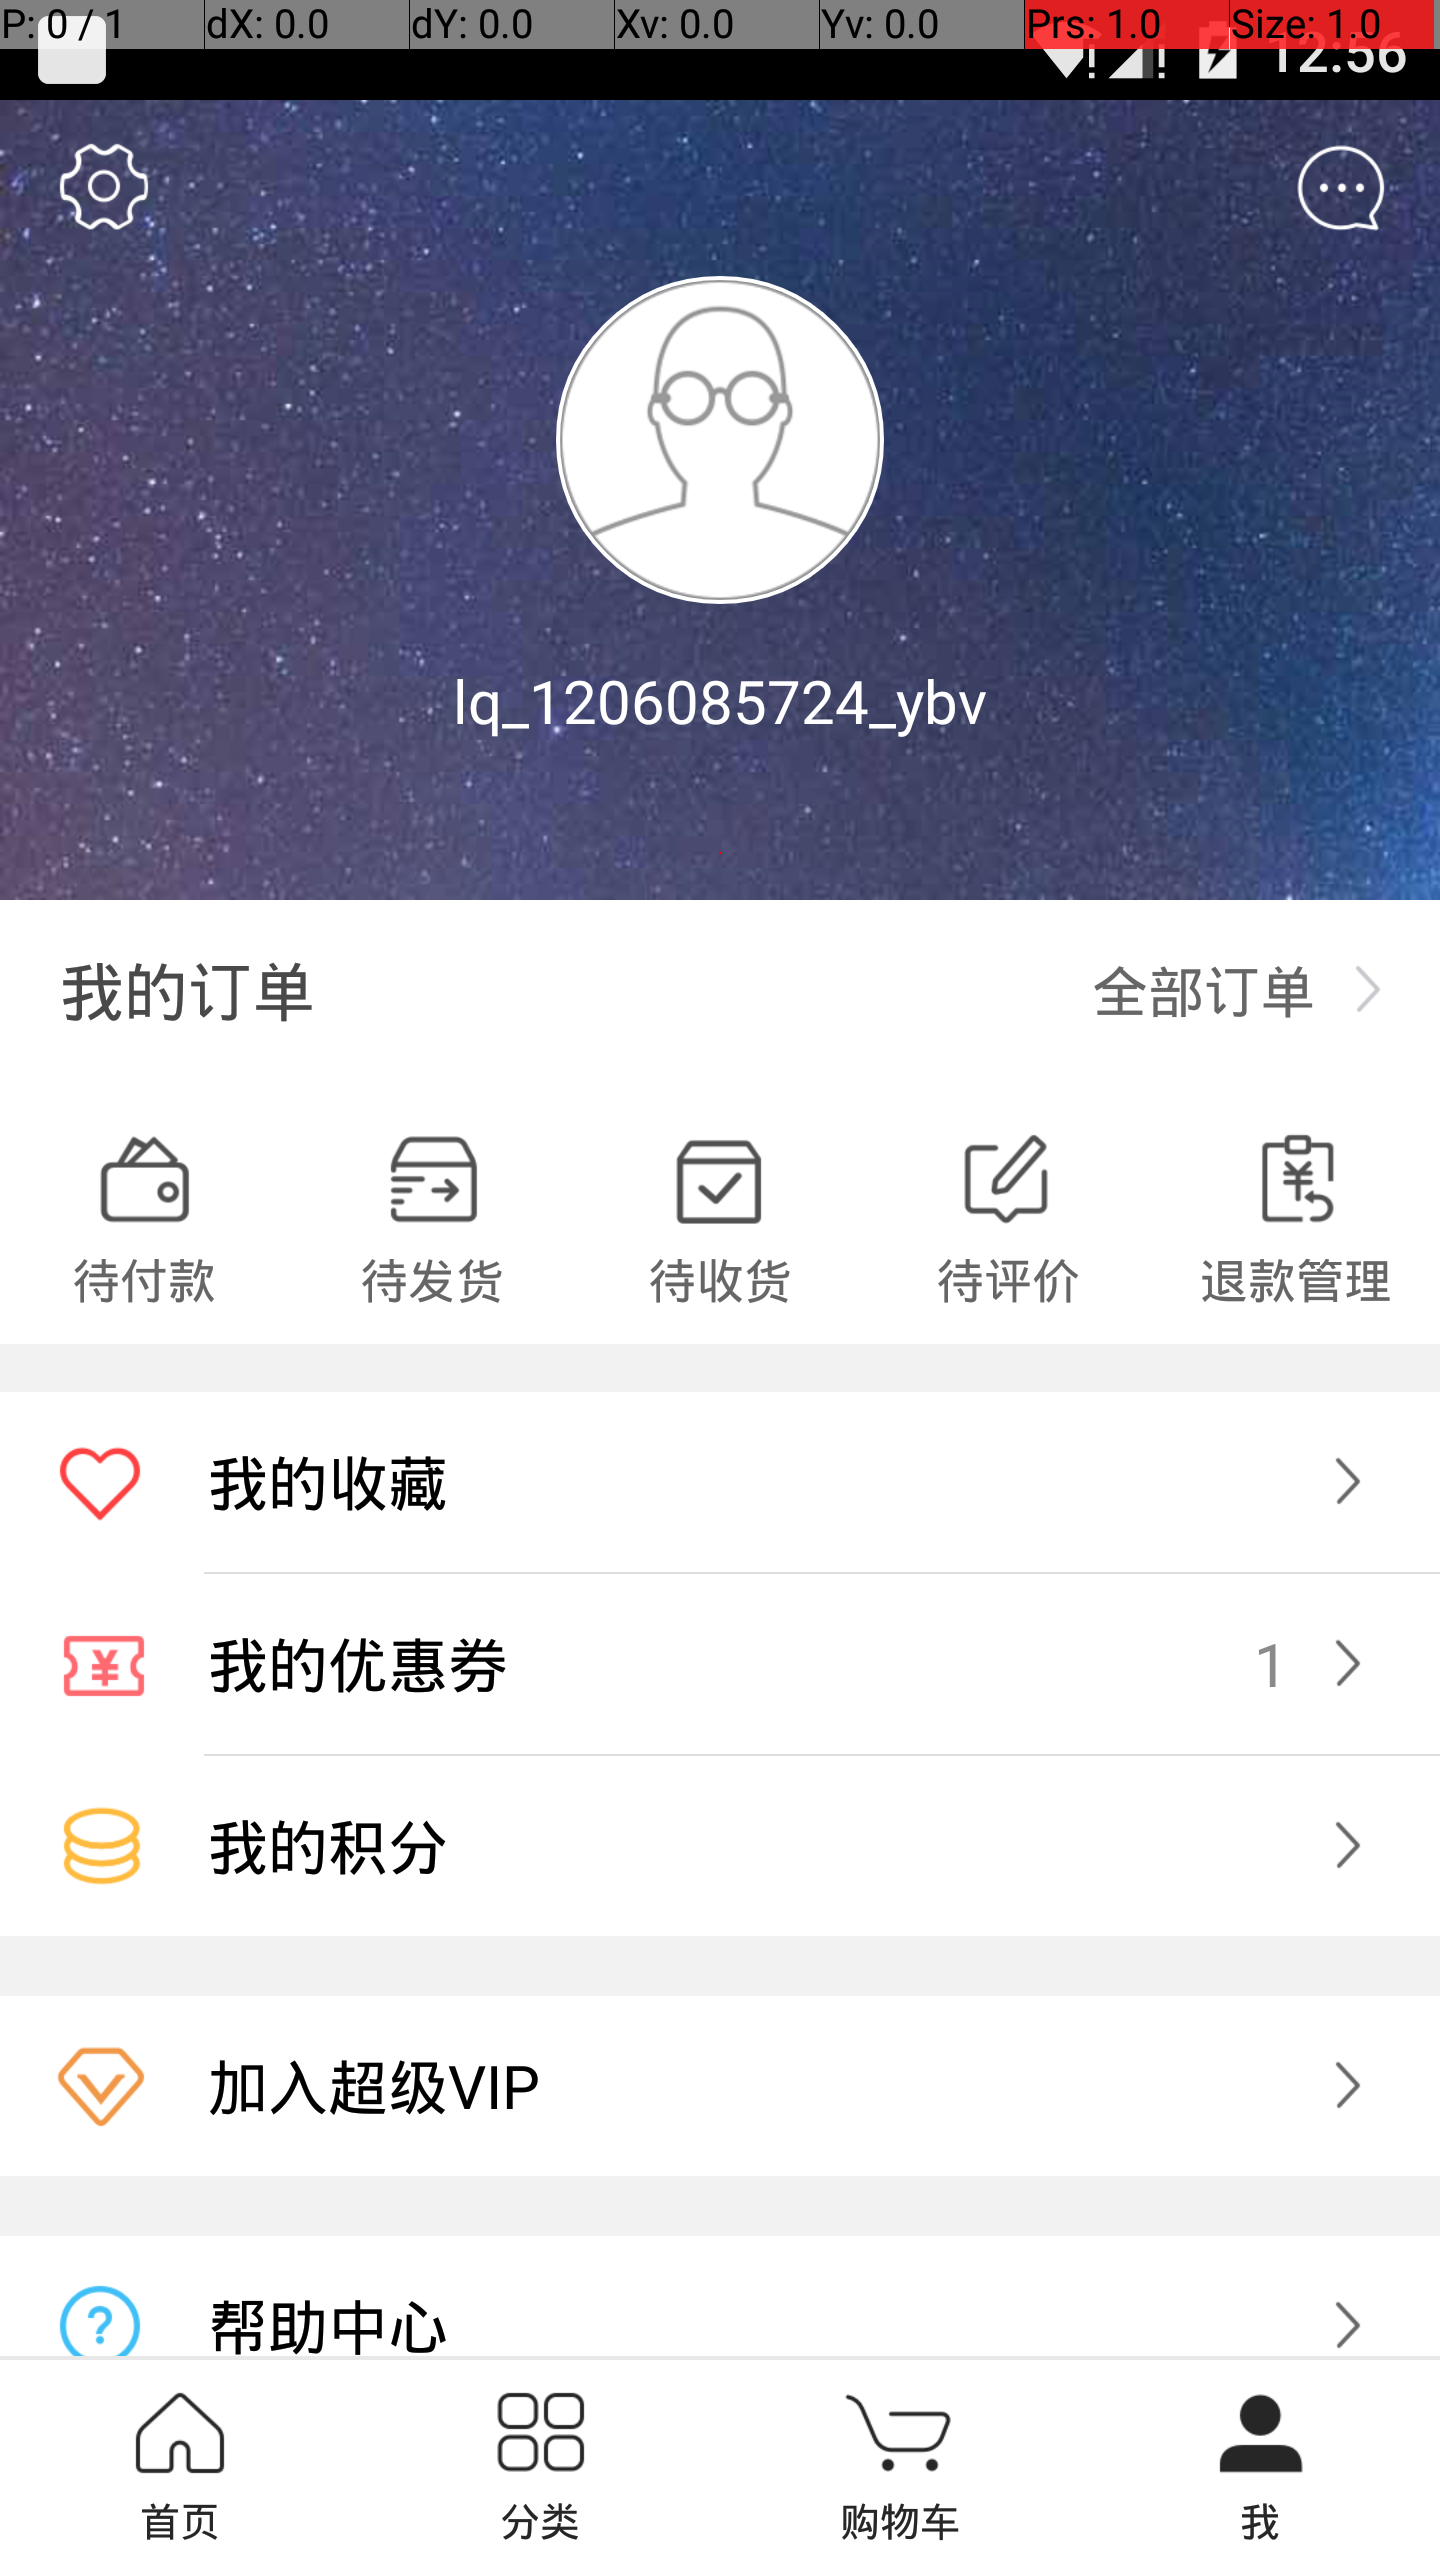 P: 0 / 1 dX: 0.0 dY: 0.0 Xv: 0.0 Yv: 0.0 Prs: 1.0 Size: 1.0
12:56
lq_1206085724_ybv
我的订单 全部订单
待付款 待发货 待收货 待评价 退款管理
我的收藏
我的优惠券 1
我的积分
加入超级VIP
帮助中心
首页 分类 购物车 我